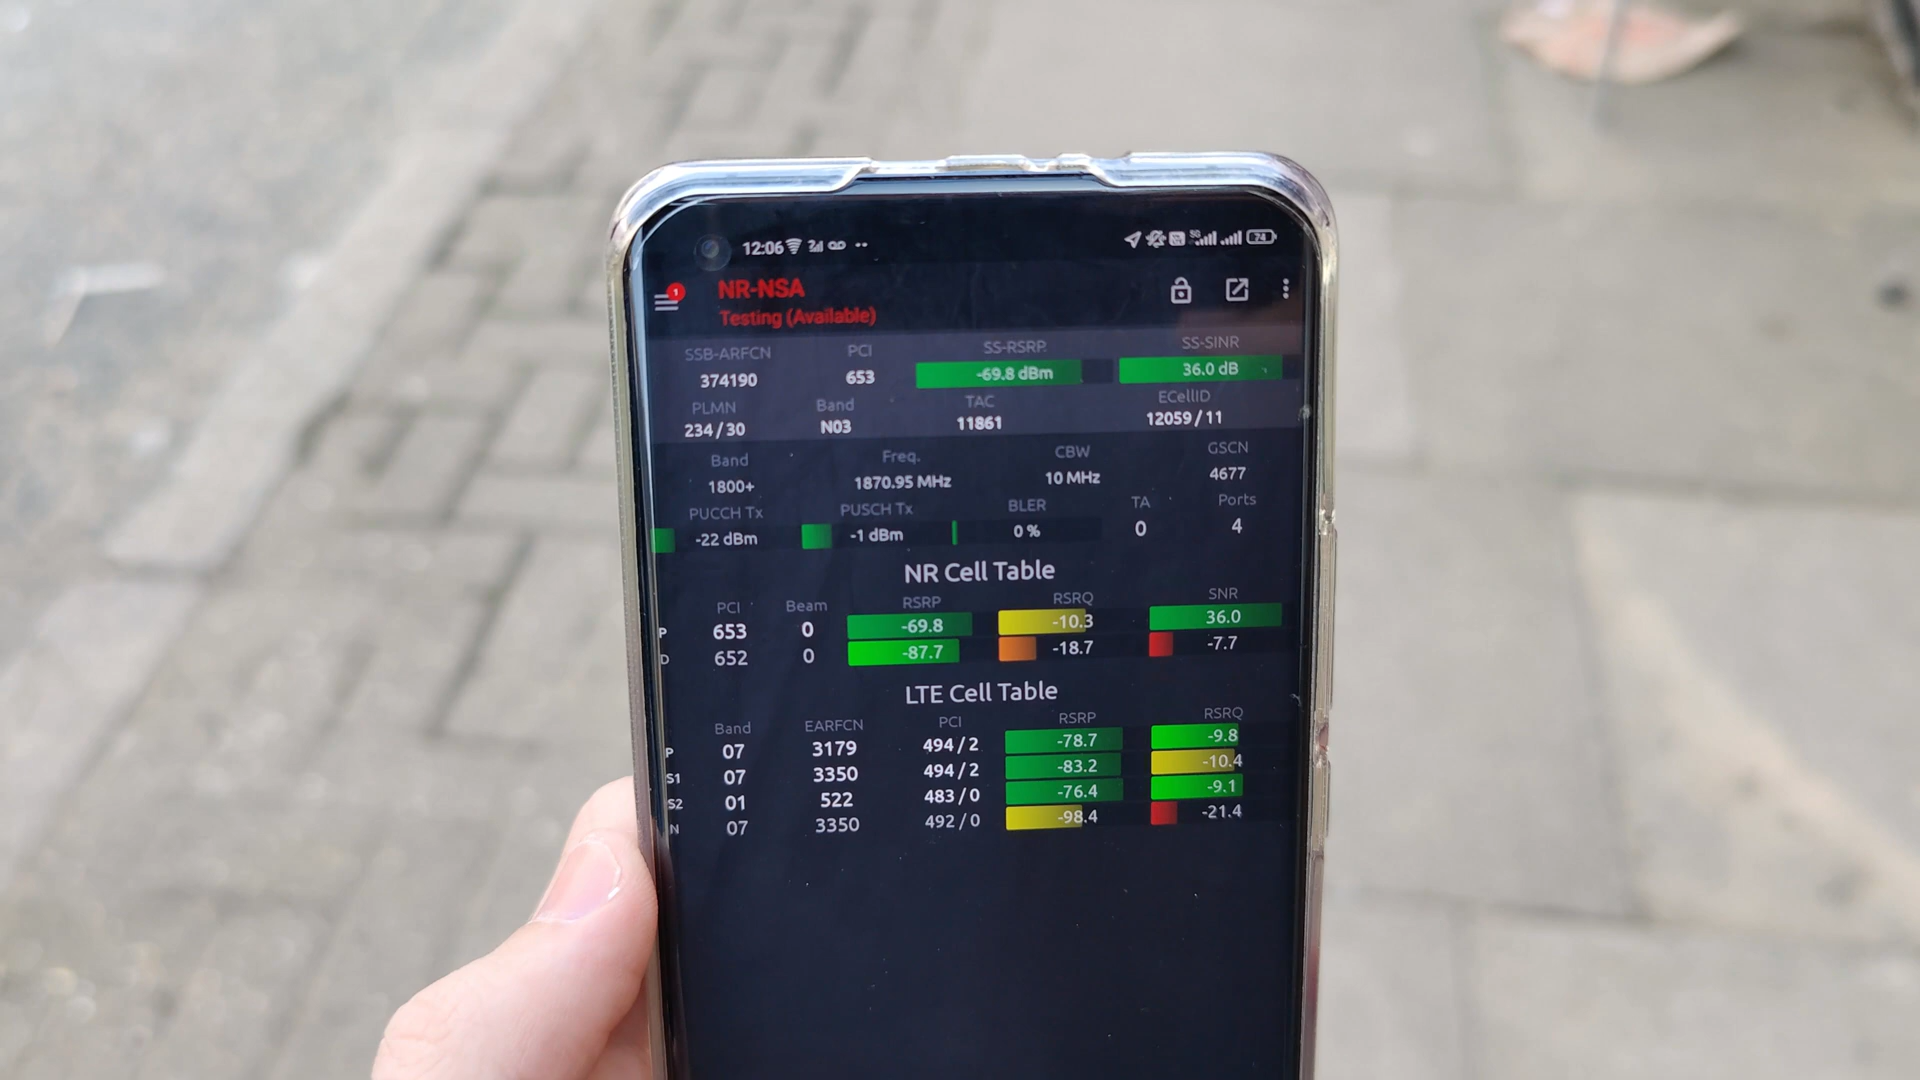 12:06 5G 74
1 NR-NSA
Testing (Available)
SSB-ARFCN PCI SS-RSRP SS-SINR
374190 653 -69.8 dBm 36.0 dB
PLMN Band TAC ECellID
234/30 N03 11861 12059/11
Band Freq. CBW GSCN
1800+ 1870.95 MHz 10 MHz 4677
PUCCH Tx PUSCH Tx BLER TA Ports
-22 dBm -1 dBm 0 % 0 4
NR Cell Table
PCI Beam RSRP RSRQ SNR
P 653 0 -69.8 -10.3 36.0
D 652 0 -87.7 -18.7 -7.7
LTE Cell Table
Band EARFCN PCI RSRP RSRQ
P 07 3179 494/2 -78.7 -9.8
S1 07 3350 494/2 -83.2 -10.4
S2 01 522 483/0 -76.4 -9.1
N 07 3350 492/0 -98.4 -21.4